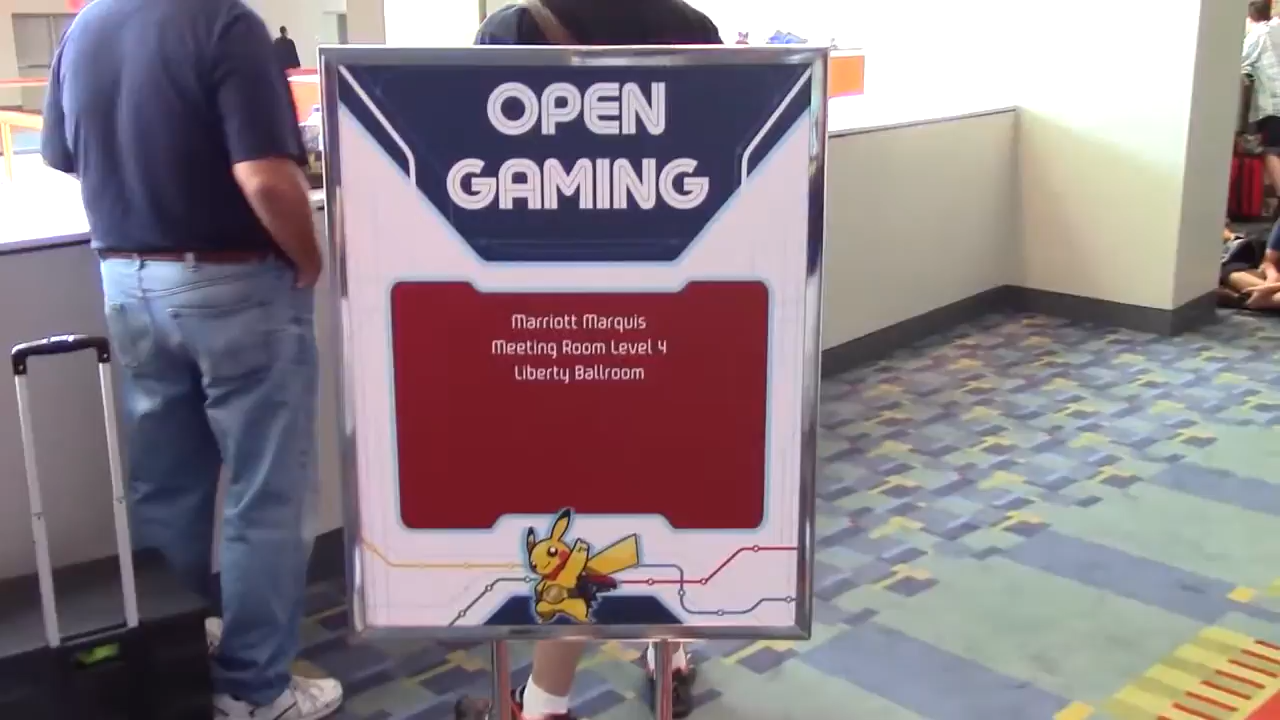 OPEN
GAMING
Marriott Marquis
Meeting Room Level 4
Liberty Ballroom